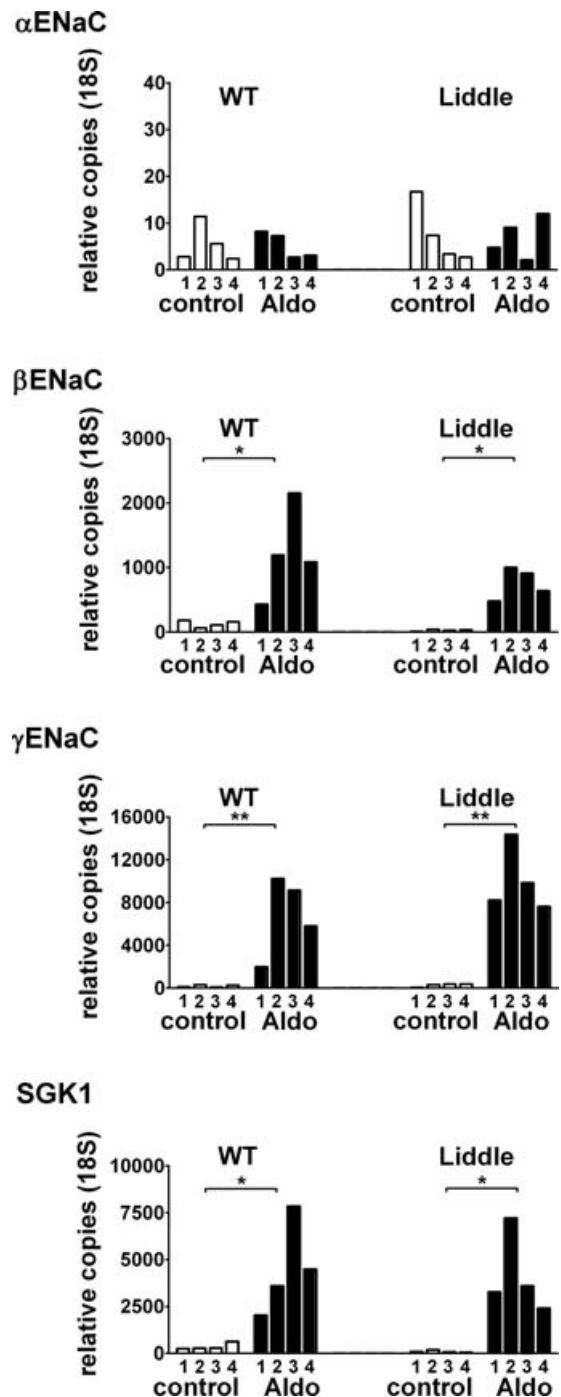 αENaC
relative copies (18S)
40
30
20
10
0
WT
Liddle
1 2 3 4 1 2 3 4 1 2 3 4 1 2 3 4
control Aldo control Aldo
βENaC
relative copies (18S)
3000
2000
1000
0
WT
Liddle
* *
1 2 3 4 1 2 3 4 1 2 3 4 1 2 3 4
control Aldo control Aldo
γENaC
relative copies (18S)
16000
12000
8000
4000
0
WT
Liddle
** **
1 2 3 4 1 2 3 4 1 2 3 4 1 2 3 4
control Aldo control Aldo
SGK1
relative copies (18S)
10000
7500
5000
2500
0
WT
Liddle
* *
1 2 3 4 1 2 3 4 1 2 3 4 1 2 3 4
control Aldo control Aldo